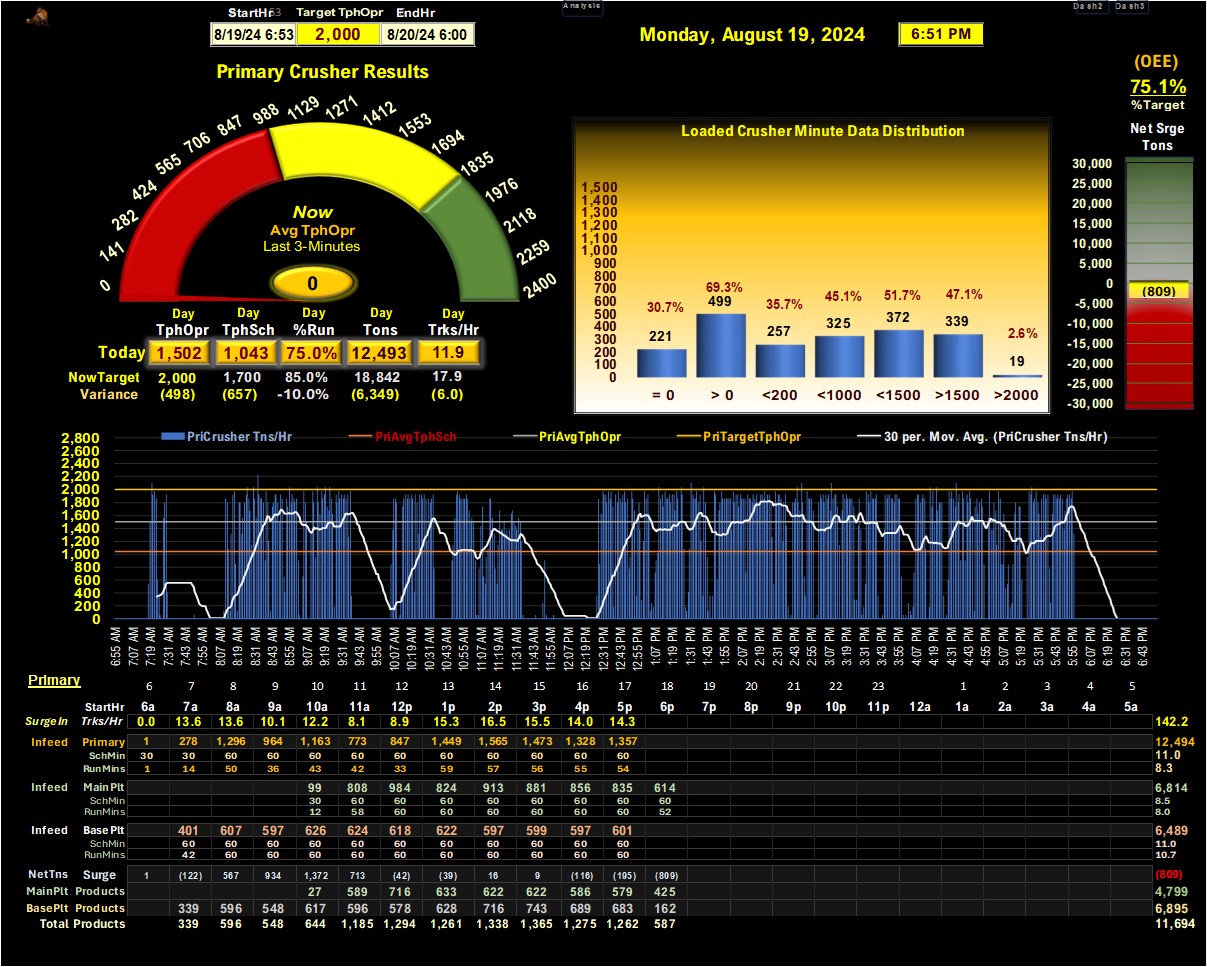 Analysis
Dash2 Dash3
StartHr Target TphOpr EndHr
8/19/24 6:53 2,000 8/20/24 6:00
Monday, August 19, 2024 6:51 PM
(OEE)
75.1%
%Target
Primary Crusher Results
0 141 282 424 565 706 847 988 1129 1271 1412 1553 1694 1835 1976 2118 2259 2400
Now
Avg TphOpr
Last 3-Minutes
0
Day Day Day Day Day
TphOpr TphSch %Run Tons Trks/Hr
Today 1,502 1,043 75.0% 12,493 11.9
NowTarget 2,000 1,700 85.0% 18,842 17.9
Variance (498) (657) -10.0% (6,349) (6.0)
Loaded Crusher Minute Data Distribution
1,500
1,400
1,300
1,200
1,100
1,000
900
800
700
600
500
400
300
200
100
0
30.7% 69.3% 35.7% 45.1% 51.7% 47.1% 2.6%
221 499 257 325 372 339 19
= 0 > 0 <200 <1000 <1500 >1500 >2000
Net Srge
Tons
30,000
25,000
20,000
15,000
10,000
5,000
0
-5,000
-10,000
-15,000
-20,000
-25,000
-30,000
(809)
PriCrusher Tns/Hr PriAvgTphSch PriAvgTphOpr PriTargetTphOpr 30 per. Mov. Avg. (PriCrusher Tns/Hr)
2,800
2,600
2,400
2,200
2,000
1,800
1,600
1,400
1,200
1,000
800
600
400
200
0
6:55 AM 7:07 AM 7:19 AM 7:31 AM 7:43 AM 7:55 AM 8:07 AM 8:19 AM 8:31 AM 8:43 AM 8:55 AM 9:07 AM 9:19 AM 9:31 AM 9:43 AM 9:55 AM 10:07 AM 10:19 AM 10:31 AM 10:43 AM 10:55 AM 11:07 AM 11:19 AM 11:31 AM 11:43 AM 11:55 AM 12:07 PM 12:19 PM 12:31 PM 12:43 PM 12:55 PM 1:07 PM 1:19 PM 1:31 PM 1:43 PM 1:55 PM 2:07 PM 2:19 PM 2:31 PM 2:43 PM 2:55 PM 3:07 PM 3:19 PM 3:31 PM 3:43 PM 3:55 PM 4:07 PM 4:19 PM 4:31 PM 4:43 PM 4:55 PM 5:07 PM 5:19 PM 5:31 PM 5:43 PM 5:55 PM 6:07 PM 6:19 PM 6:31 PM 6:43 PM
Primary
6 7 8 9 10 11 12 13 14 15 16 17 18 19 20 21 22 23 1 2 3 4 5
StartHr 6a 7a 8a 9a 10a 11a 12p 1p 2p 3p 4p 5p 6p 7p 8p 9p 10p 11p 12a 1a 2a 3a 4a 5a
SurgeIn Trks/Hr 0.0 13.6 13.6 10.1 12.2 8.1 8.9 15.3 16.5 15.5 14.0 14.3 142.2
Infeed Primary 1 278 1,296 964 1,163 773 847 1,449 1,565 1,473 1,328 1,357 12,494
SchMin 30 30 60 60 60 60 60 60 60 60 60 60 11.0
RunMins 1 14 50 36 43 42 33 59 57 56 55 54 8.3
Infeed Main Plt 99 808 984 824 913 881 856 835 614 6,814
SchMin 30 60 60 60 60 60 60 60 60 8.5
RunMins 12 58 60 60 60 60 60 60 52 8.0
Infeed Base Plt 401 607 597 626 624 618 622 597 599 597 601 6,489
SchMin 60 60 60 60 60 60 60 60 60 60 60 11.0
RunMins 42 60 60 60 60 60 60 60 60 60 60 10.7
NetTns Surge 1 (122) 567 934 1,372 713 (42) (39) 16 9 (116) (195) (809) (809)
MainPlt Products 27 589 716 633 622 622 586 579 425 4,799
BasePlt Products 339 596 548 617 596 578 628 716 743 689 683 162 6,895
Total Products 339 596 548 644 1,185 1,294 1,261 1,338 1,365 1,275 1,262 587 11,694